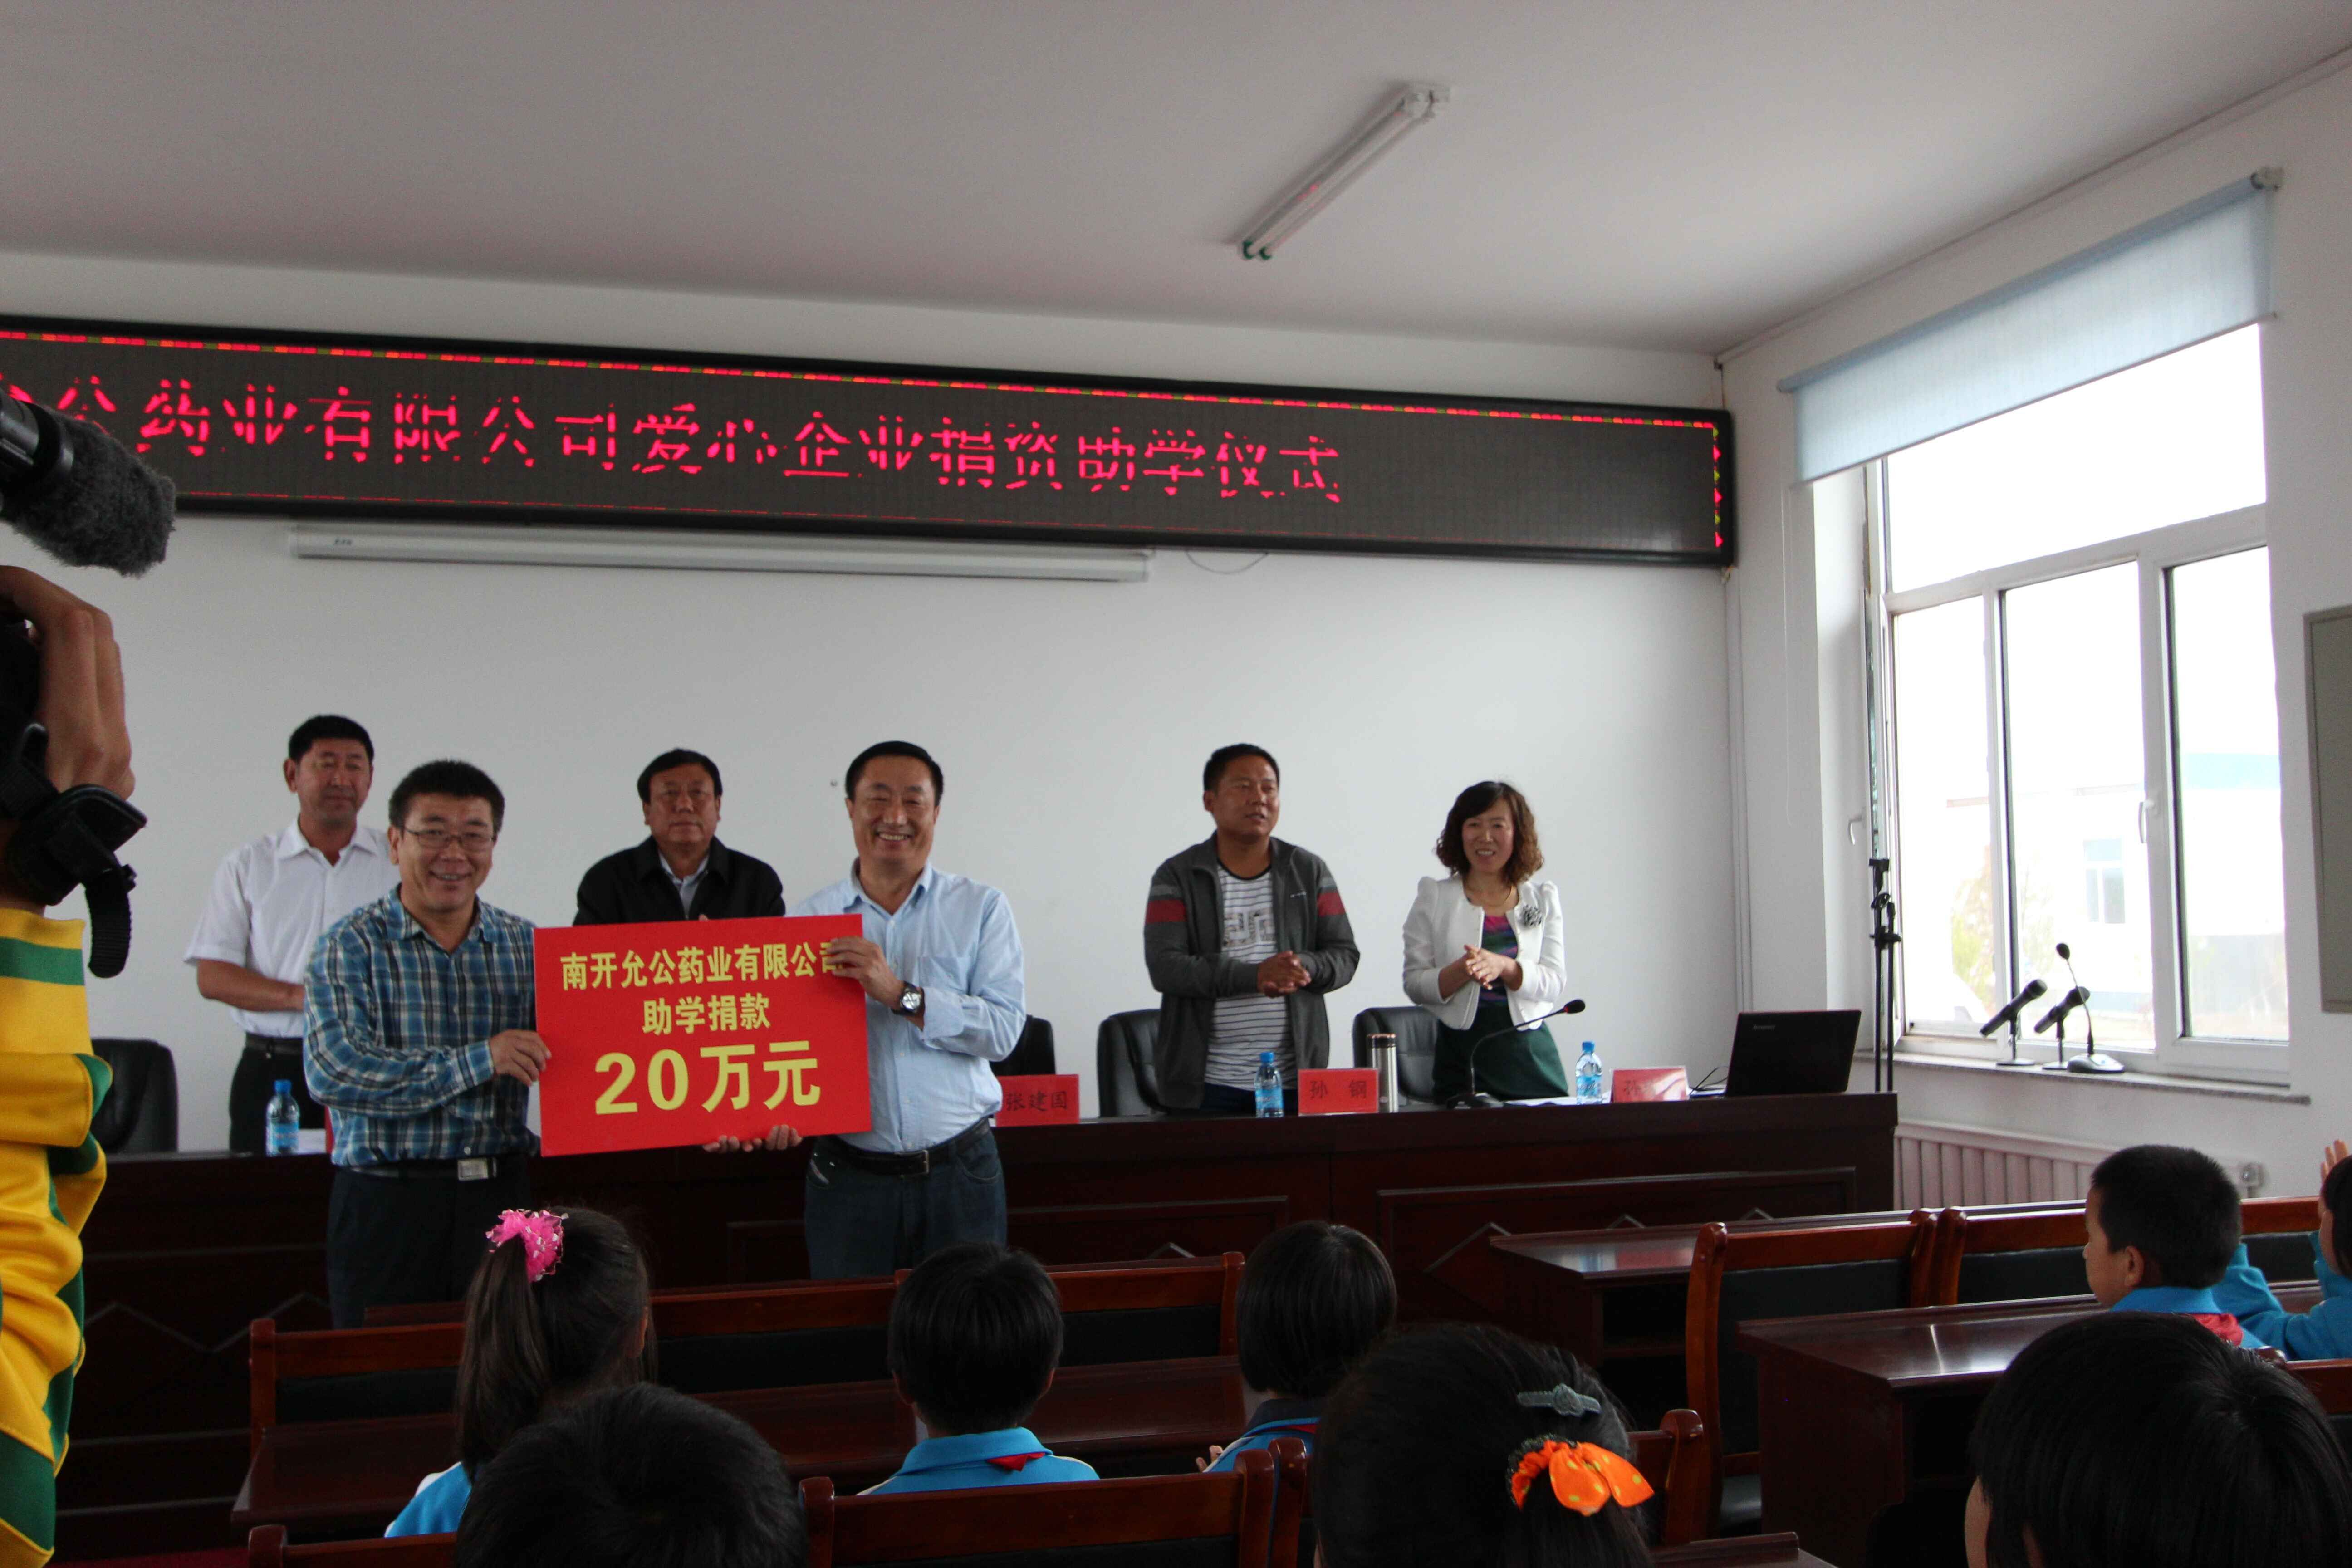 公药业有限公司爱心企业捐资助学仪式
南开允公药业有限公司
助学捐款
20万元
张建国
孙 钢